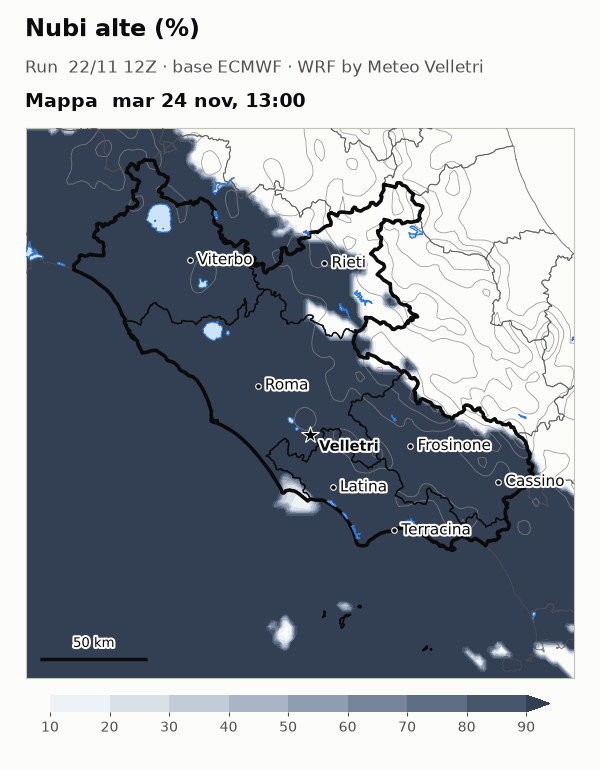 Nubi alte (%)
Run  22/11 12Z · base ECMWF · WRF by Meteo Velletri
Mappa  mar 24 nov, 13:00
Viterbo
Rieti
Roma
Velletri
Frosinone
Latina
Cassino
Terracina
50 km
10 20 30 40 50 60 70 80 90